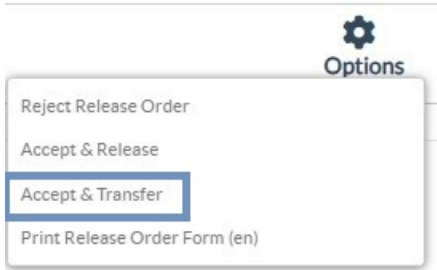 Options
Reject Release Order
Accept & Release
Accept & Transfer
Print Release Order Form (en)